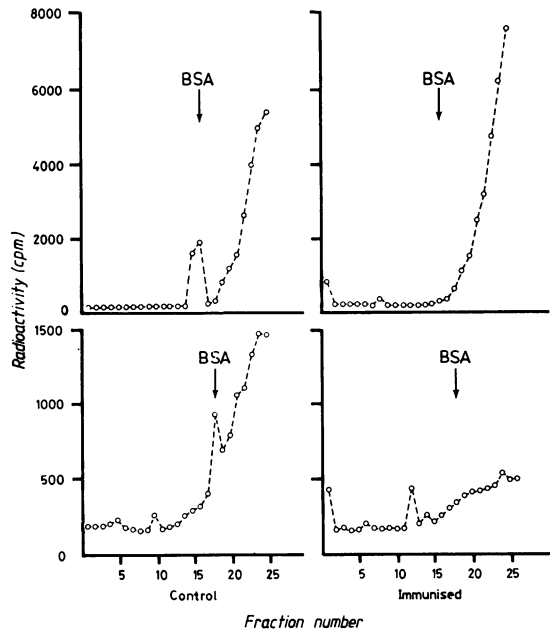 8000
6000
4000
2000
0
BSA
BSA
Radioactivity (cpm)
1500
1000
500
0
BSA
BSA
5 10 15 20 25
5 10 15 20 25
Control
Immunised
Fraction number